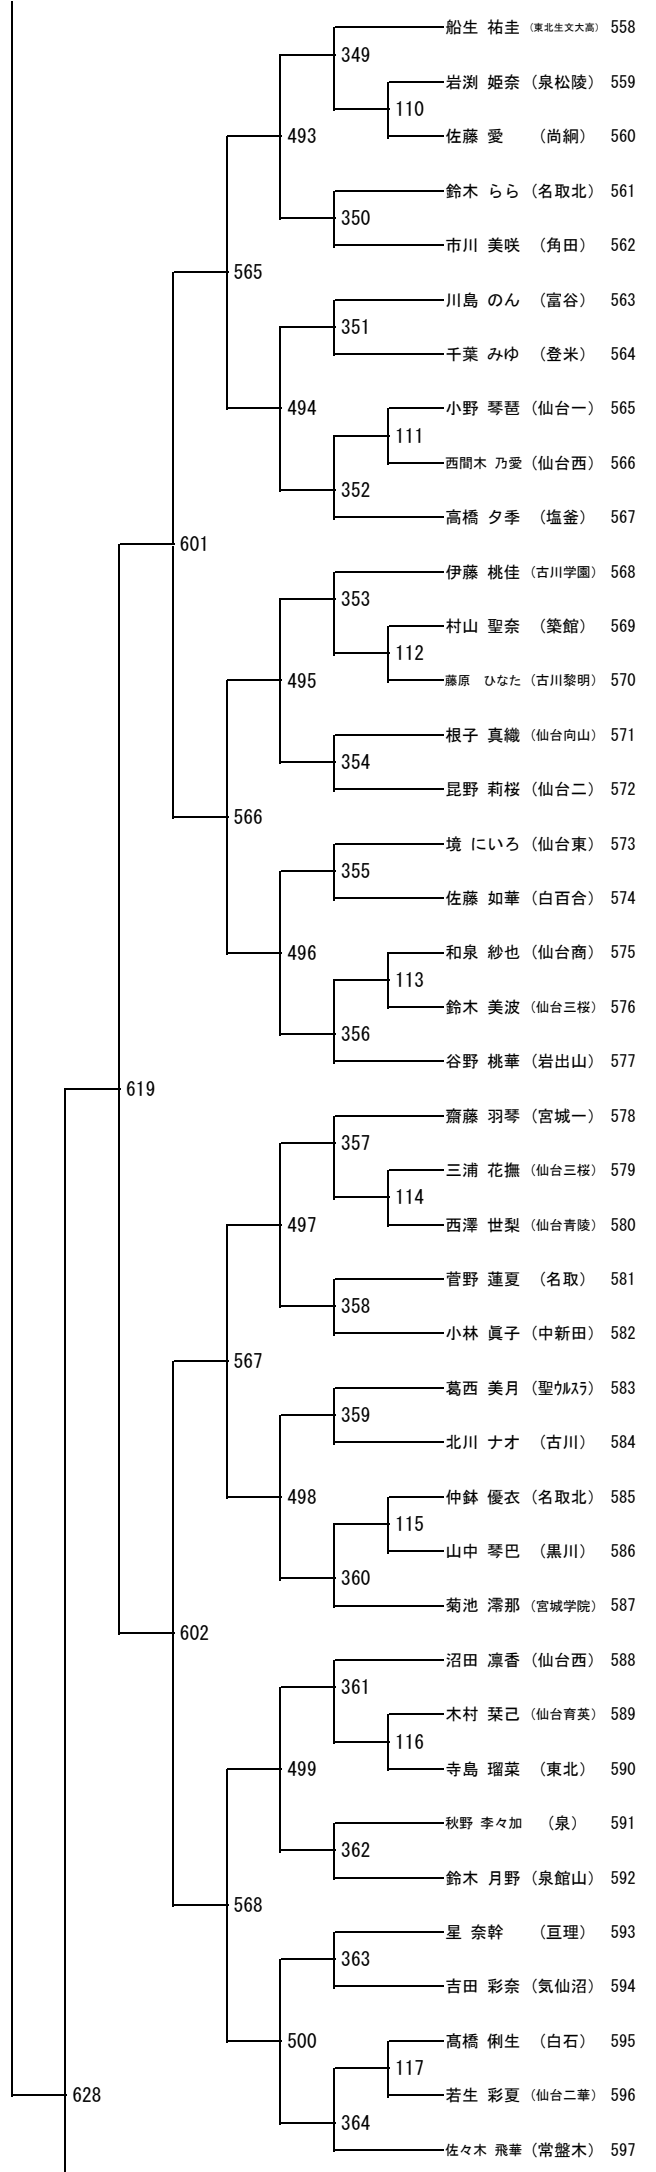 船生 祐圭 (東北生文大高) 558
349
岩渕 姫奈 (泉松陵) 559
110
493
佐藤 愛 (尚絅) 560
鈴木 らら (名取北) 561
350
市川 美咲 (角田) 562
565
川島 のん (富谷) 563
351
千葉 みゆ (登米) 564
494
小野 琴琶 (仙台一) 565
111
西間木 乃愛 (仙台西) 566
352
高橋 夕季 (塩釜) 567
601
伊藤 桃佳 (古川学園) 568
353
村山 聖奈 (築館) 569
112
495
藤原 ひなた (古川黎明) 570
根子 真織 (仙台向山) 571
354
昆野 莉桜 (仙台二) 572
566
境 にいろ (仙台東) 573
355
佐藤 如華 (白百合) 574
496
和泉 紗也 (仙台商) 575
113
鈴木 美波 (仙台三桜) 576
356
谷野 桃華 (岩出山) 577
619
齋藤 羽琴 (宮城一) 578
357
三浦 花撫 (仙台三桜) 579
114
497
西澤 世梨 (仙台青陵) 580
菅野 蓮夏 (名取) 581
358
小林 眞子 (中新田) 582
567
葛西 美月 (聖ウルスラ) 583
359
北川 ナオ (古川) 584
498
仲鉢 優衣 (名取北) 585
115
山中 琴巴 (黒川) 586
360
菊池 澪那 (宮城学院) 587
602
沼田 凛香 (仙台西) 588
361
木村 栞己 (仙台育英) 589
116
499
寺島 瑠菜 (東北) 590
秋野 李々加 (泉) 591
362
鈴木 月野 (泉館山) 592
568
星 奈幹 (亘理) 593
363
吉田 彩奈 (気仙沼) 594
500
髙橋 俐生 (白石) 595
117
628
若生 彩夏 (仙台二華) 596
364
佐々木 飛華 (常盤木) 597